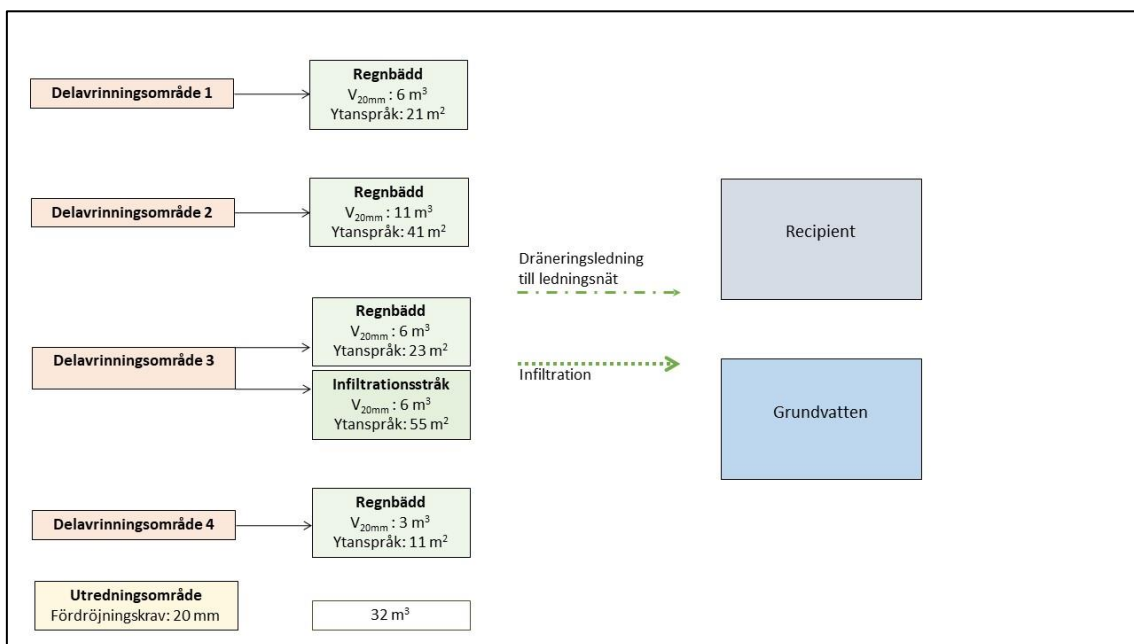 Delavrinningsområde 1
Regnbädd
V20mm : 6 m³
Ytanspråk: 21 m²
Delavrinningsområde 2
Regnbädd
V20mm : 11 m³
Ytanspråk: 41 m²
Delavrinningsområde 3
Regnbädd
V20mm : 6 m³
Ytanspråk: 23 m²
Infiltrationsstråk
V20mm : 6 m³
Ytanspråk: 55 m²
Delavrinningsområde 4
Regnbädd
V20mm : 3 m³
Ytanspråk: 11 m²
Utredningsområde
Fördröjningskrav: 20 mm
32 m³
Dräneringsledning
till ledningsnät
Infiltration
Recipient
Grundvatten